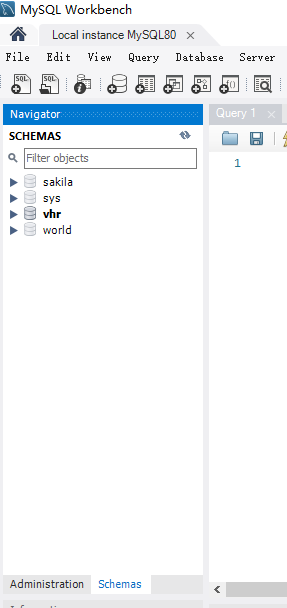 MySQL Workbench
Local instance MySQL80
File Edit View Query Database Server
Navigator
Query 1
SCHEMAS
Filter objects
1
sakila
sys
vhr
world
Administration Schemas